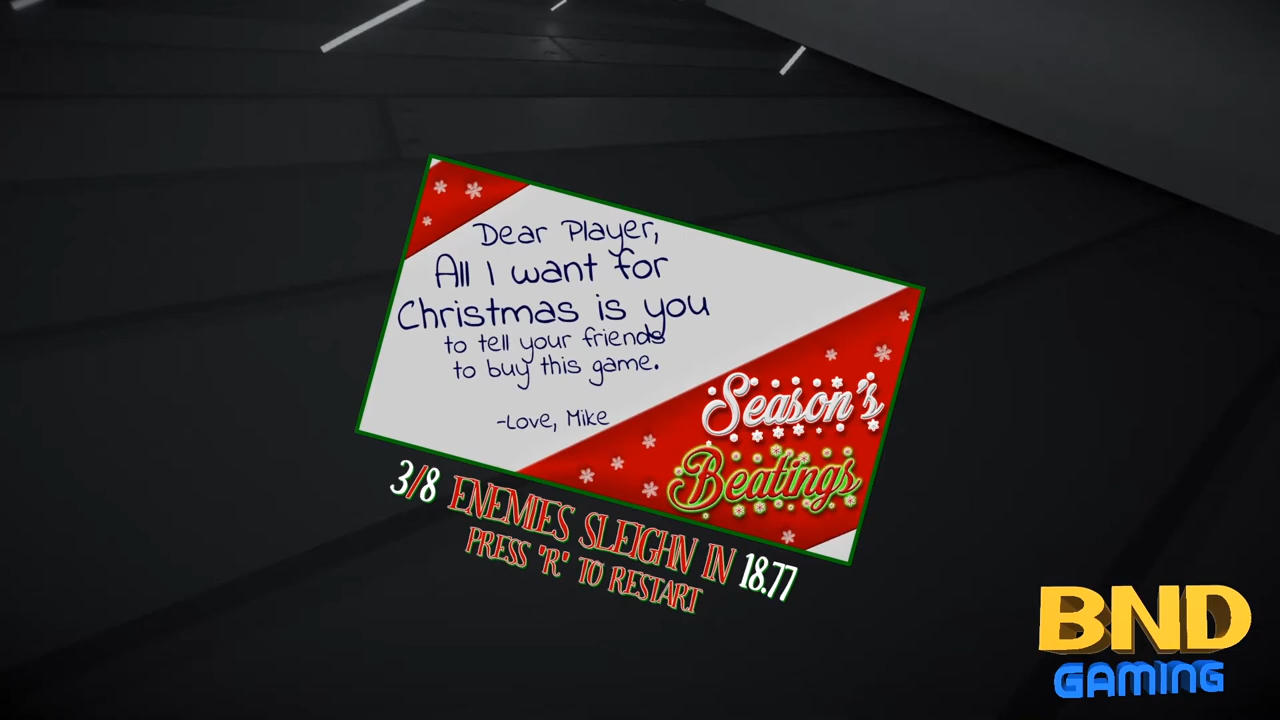 Dear Player,
All I want for
Christmas is you
to tell your friends
to buy this game.
-Love, Mike
Season's
Beatings
3/8 ENEMIES SLEIGHN IN 18.77
PRESS "R" TO RESTART
BND
GAMING